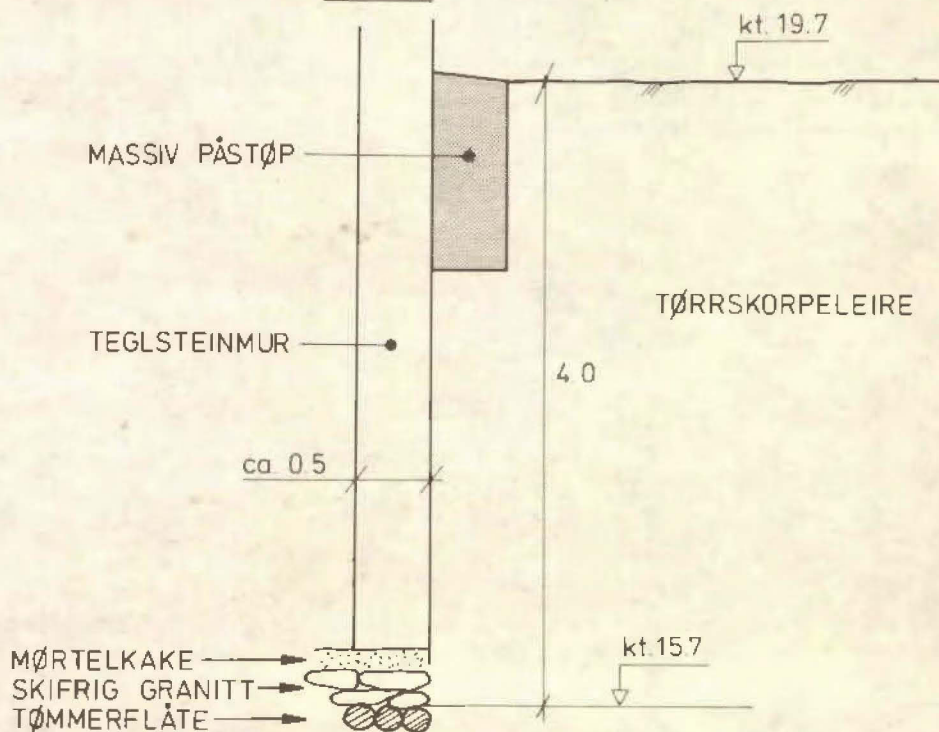 kt. 19.7
MASSIV PÅSTØP
TØRRSKORPELEIRE
TEGLSTEINMUR
4.0
ca. 0.5
kt. 15.7
MØRTELKAKE
SKIFRIG GRANITT
TØMMERFLÅTE